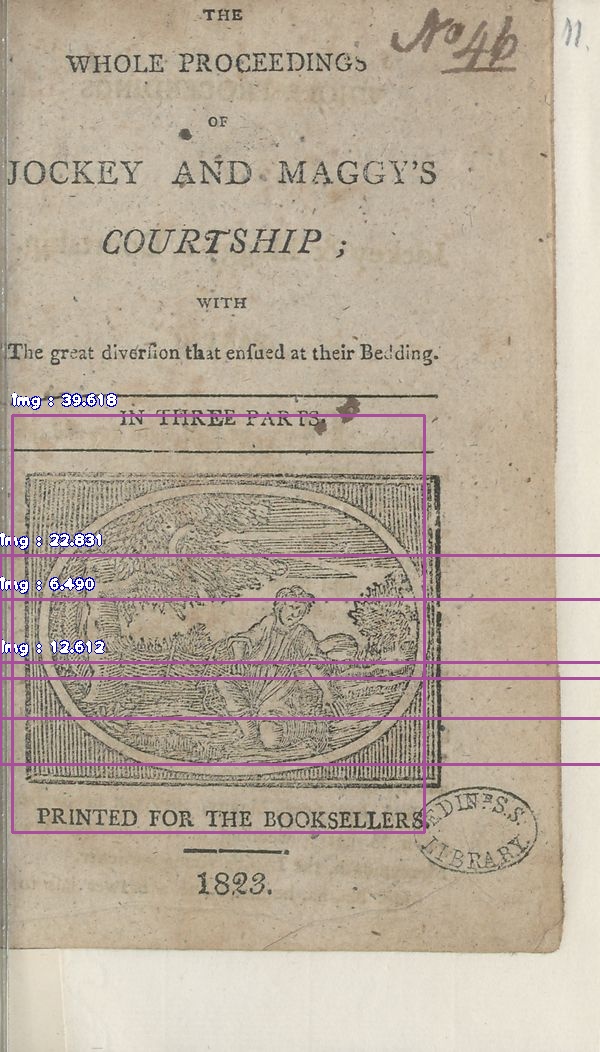 THE
No 46
11.
WHOLE PROCEEDINGS
OF
JOCKEY AND MAGGY'S
COURTSHIP;
WITH
The great diverſion that enſued at their Bedding.
Img : 39.618
IN THREE PARTS.
Img : 22.831
Img : 6.490
Img : 12.612
PRINTED FOR THE BOOKSELLERS.
EDINR. S.S. LIBRARY.
1823.